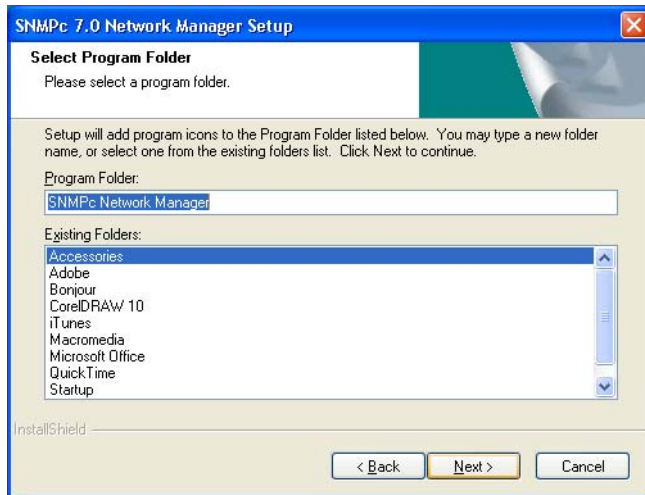 SNMPc 7.0 Network Manager Setup
Select Program Folder
Please select a program folder.
Setup will add program icons to the Program Folder listed below. You may type a new folder
name, or select one from the existing folders list. Click Next to continue.
Program Folder:
SNMPc Network Manager
Existing Folders:
Accessories
Adobe
Bonjour
CorelDRAW 10
iTunes
Macromedia
Microsoft Office
QuickTime
Startup
InstallShield
< Back
Next >
Cancel